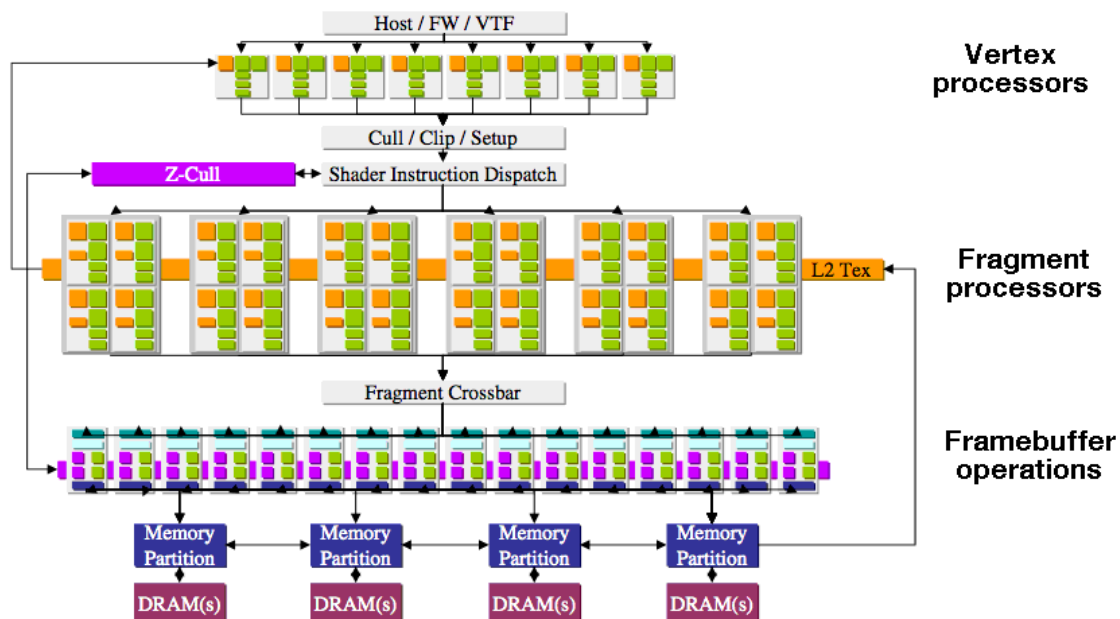 Host / FW / VTF
Vertex
processors
Cull / Clip / Setup
Z-Cull
Shader Instruction Dispatch
L2 Tex
Fragment
processors
Fragment Crossbar
Framebuffer
operations
Memory
Partition
Memory
Partition
Memory
Partition
Memory
Partition
DRAM(s)
DRAM(s)
DRAM(s)
DRAM(s)